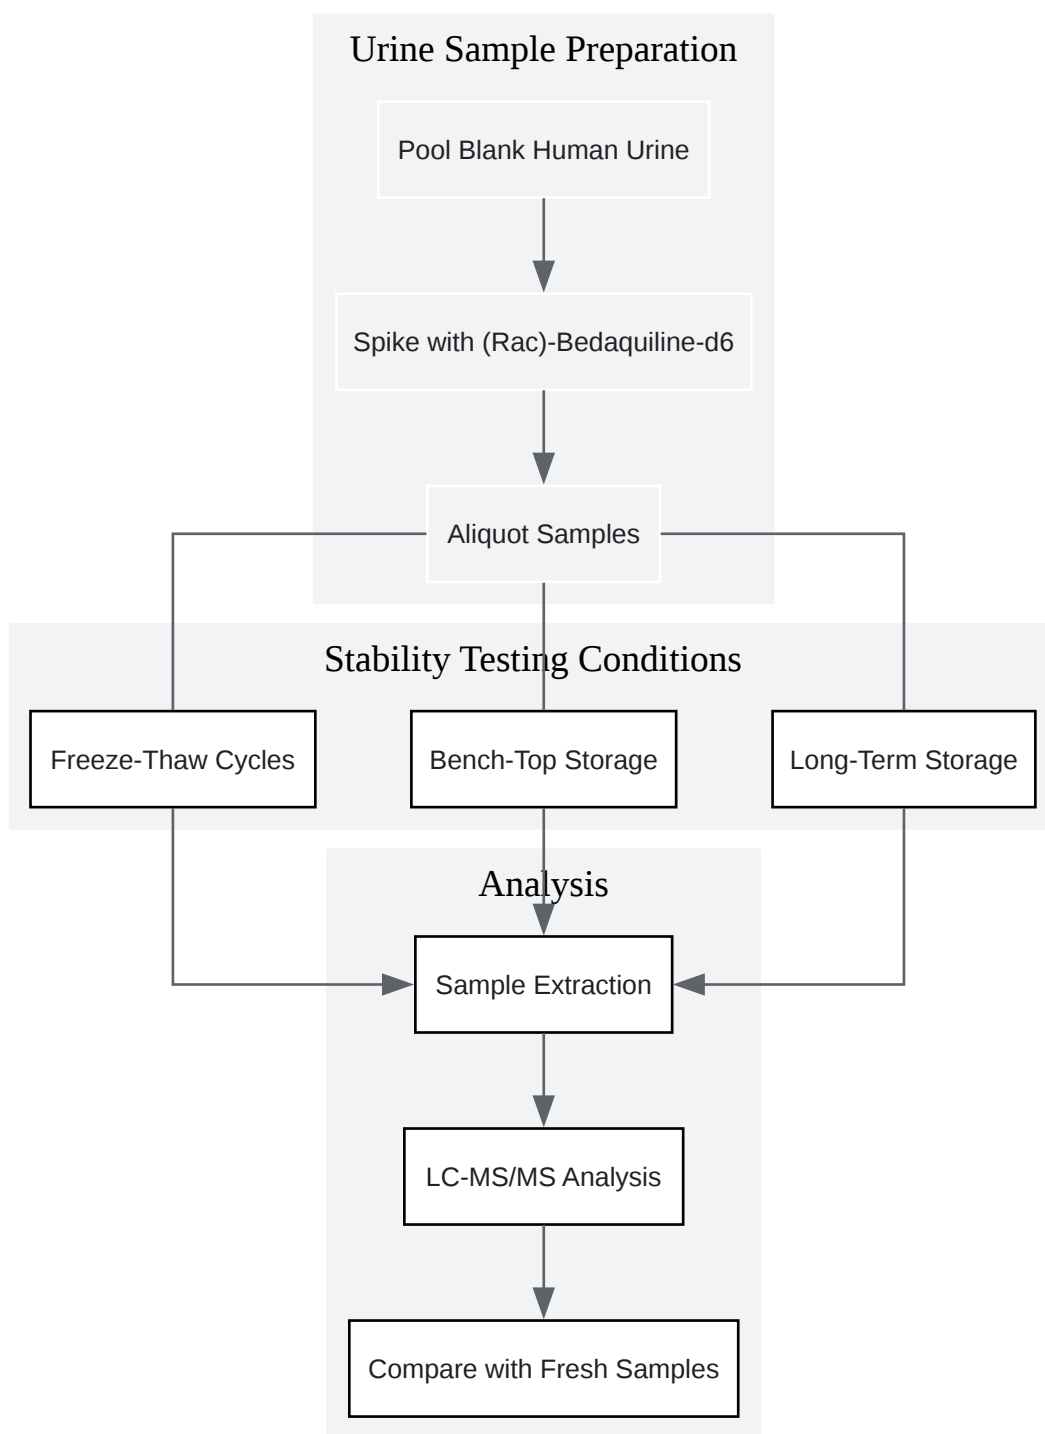 Urine Sample Preparation
Pool Blank Human Urine
Spike with (Rac)-Bedaquiline-d6
Aliquot Samples
Stability Testing Conditions
Freeze-Thaw Cycles
Bench-Top Storage
Long-Term Storage
Analysis
Sample Extraction
LC-MS/MS Analysis
Compare with Fresh Samples